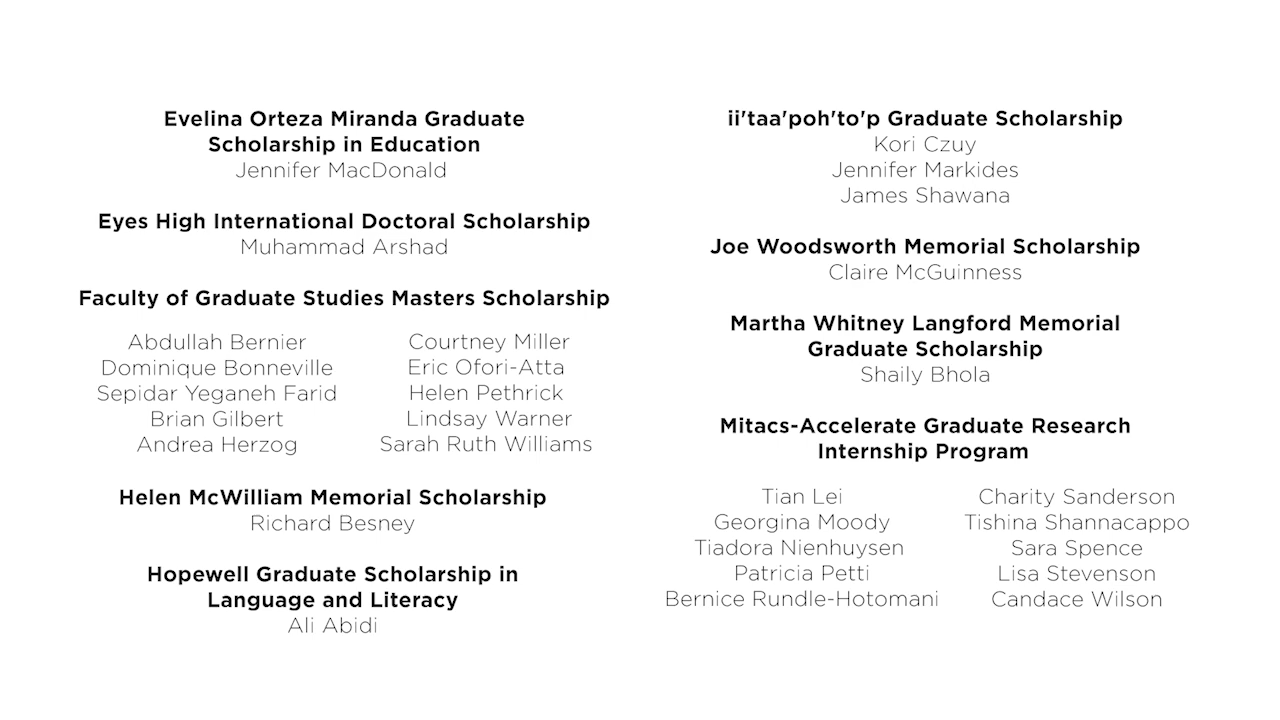 Evelina Orteza Miranda Graduate
Scholarship in Education
Jennifer MacDonald
Eyes High International Doctoral Scholarship
Muhammad Arshad
Faculty of Graduate Studies Masters Scholarship
Abdullah Bernier
Dominique Bonneville
Sepidar Yeganeh Farid
Brian Gilbert
Andrea Herzog
Courtney Miller
Eric Ofori-Atta
Helen Pethrick
Lindsay Warner
Sarah Ruth Williams
Helen McWilliam Memorial Scholarship
Richard Besney
Hopewell Graduate Scholarship in
Language and Literacy
Ali Abidi
ii'taa'poh'to'p Graduate Scholarship
Kori Czuy
Jennifer Markides
James Shawana
Joe Woodsworth Memorial Scholarship
Claire McGuinness
Martha Whitney Langford Memorial
Graduate Scholarship
Shaily Bhola
Mitacs-Accelerate Graduate Research
Internship Program
Tian Lei
Georgina Moody
Tiadora Nienhuysen
Patricia Petti
Bernice Rundle-Hotomani
Charity Sanderson
Tishina Shannacappo
Sara Spence
Lisa Stevenson
Candace Wilson